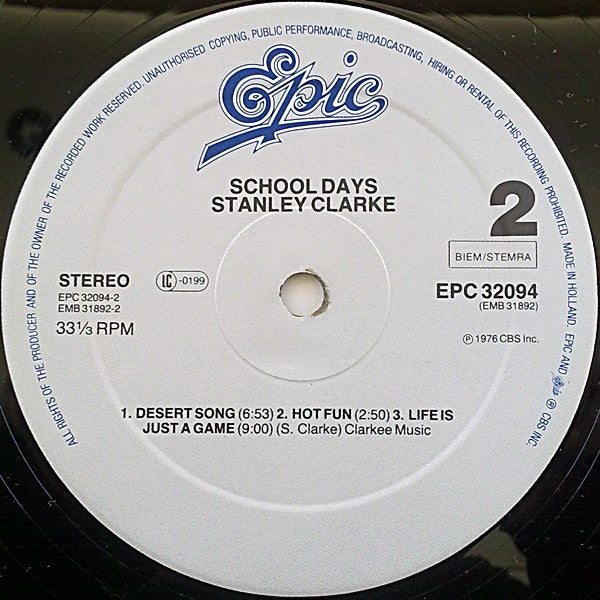 ALL RIGHTS OF THE PRODUCER AND OF THE OWNER OF THE RECORDED WORK RESERVED. UNAUTHORISED COPYING, PUBLIC PERFORMANCE, BROADCASTING, HIRING OR RENTAL OF THIS RECORDING PROHIBITED. MADE IN HOLLAND. EPIC AND ® CBS INC.
Epic
SCHOOL DAYS
STANLEY CLARKE
2
BIEM/STEMRA
STEREO
LC -0199
EPC 32094-2
EMB 31892-2
33⅓ RPM
EPC 32094
(EMB 31892)
℗ 1976 CBS Inc.
1. DESERT SONG (6:53) 2. HOT FUN (2:50) 3. LIFE IS
JUST A GAME (9:00) (S. Clarke) Clarkee Music